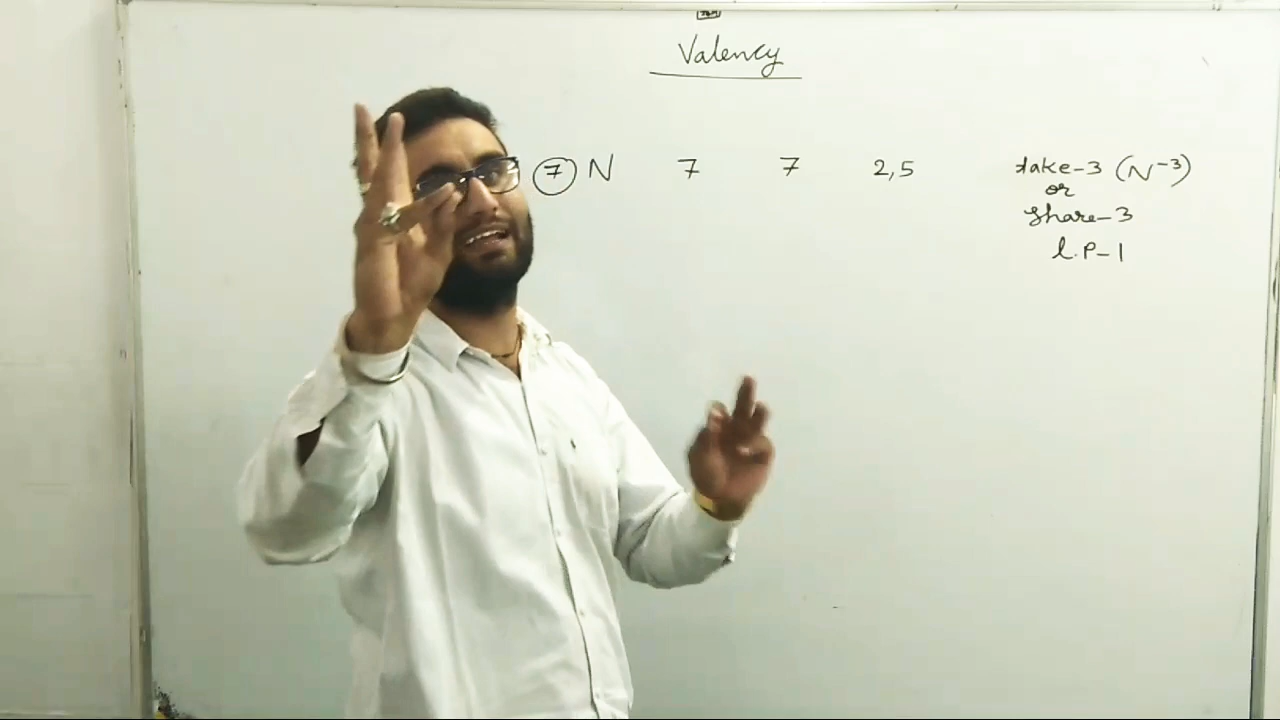 Valency
7 N 7 7 2,5 take-3 (N⁻³)
or
Share-3
l.P-1